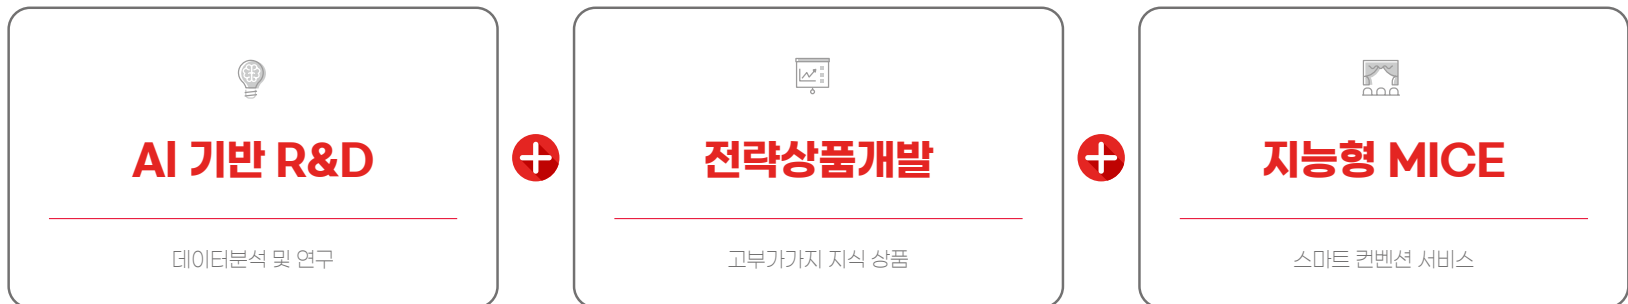 AI 기반 R&D
데이터분석 및 연구
전략상품개발
고부가가지 지식 상품
지능형 MICE
스마트 컨벤션 서비스